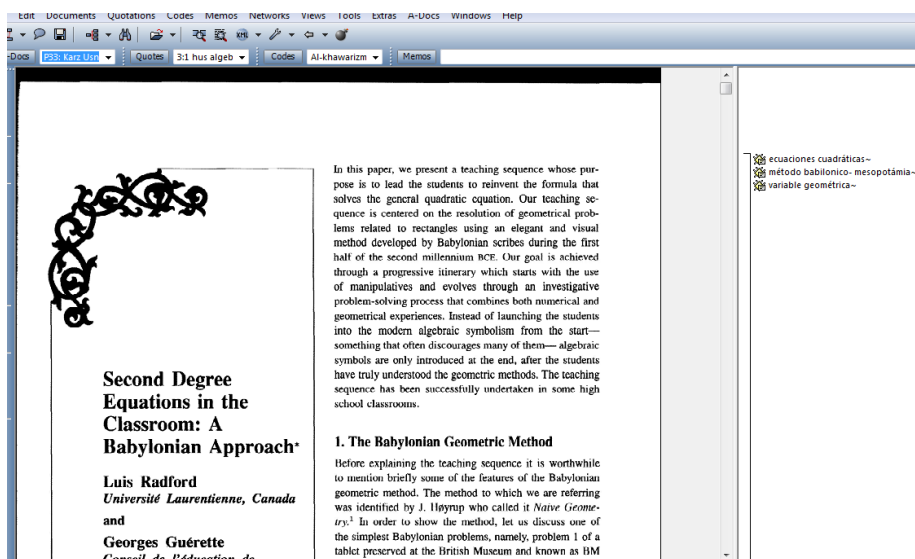 Edit Documents Quotations Codes Memos Networks Views Tools Extras A-Docs Windows Help
-Docs P33: Karz Usn Quotes 3:1 hus algeb Codes Al-khawarizm Memos
Second Degree
Equations in the
Classroom: A
Babylonian Approach*
Luis Radford
Université Laurentienne, Canada
and
Georges Guérette
Conseil de l'éducation de
In this paper, we present a teaching sequence whose pur-
pose is to lead the students to reinvent the formula that
solves the general quadratic equation. Our teaching se-
quence is centered on the resolution of geometrical prob-
lems related to rectangles using an elegant and visual
method developed by Babylonian scribes during the first
half of the second millennium BCE. Our goal is achieved
through a progressive itinerary which starts with the use
of manipulatives and evolves through an investigative
problem-solving process that combines both numerical and
geometrical experiences. Instead of launching the students
into the modern algebraic symbolism from the start—
something that often discourages many of them— algebraic
symbols are only introduced at the end, after the students
have truly understood the geometric methods. The teaching
sequence has been successfully undertaken in some high
school classrooms.
1. The Babylonian Geometric Method
Before explaining the teaching sequence it is worthwhile
to mention briefly some of the features of the Babylonian
geometric method. The method to which we are referring
was identified by J. Høyrup who called it Naive Geome-
try.1 In order to show the method, let us discuss one of
the simplest Babylonian problems, namely, problem 1 of a
tablet preserved at the British Museum and known as BM
ecuaciones cuadráticas~
método babilonico- mesopotámia~
variable geométrica~